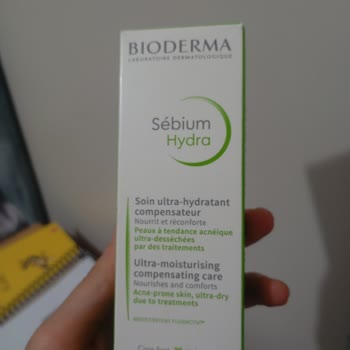 BIODERMA
LABORATOIRE DERMATOLOGIQUE
Sébium
Hydra
Soin ultra-hydratant
compensateur
Nourrit et réconforte
Peaux à tendance acnéique
ultra-desséchées
par des traitements
Ultra-moisturising
compensating care
Nourishes and comforts
Acne-prone skin, ultra-dry
due to treatments